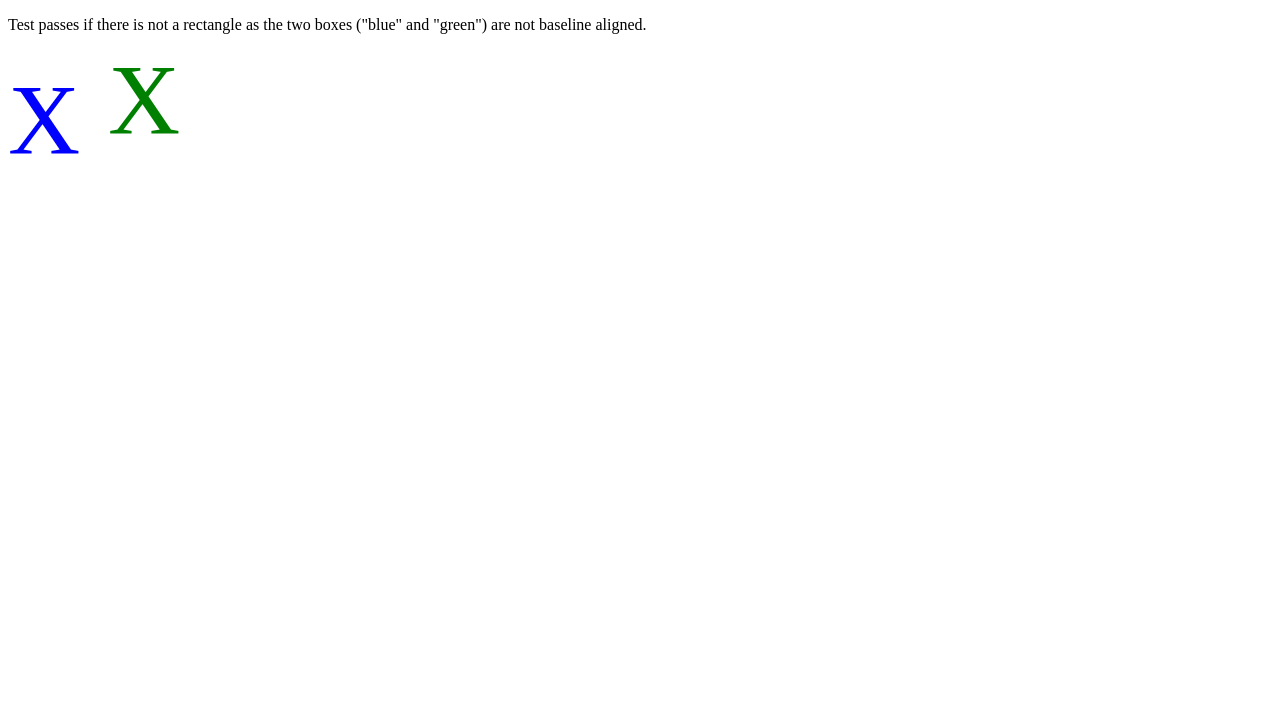 Test passes if there is not a rectangle as the two boxes ("blue" and "green") are not baseline aligned.
X X